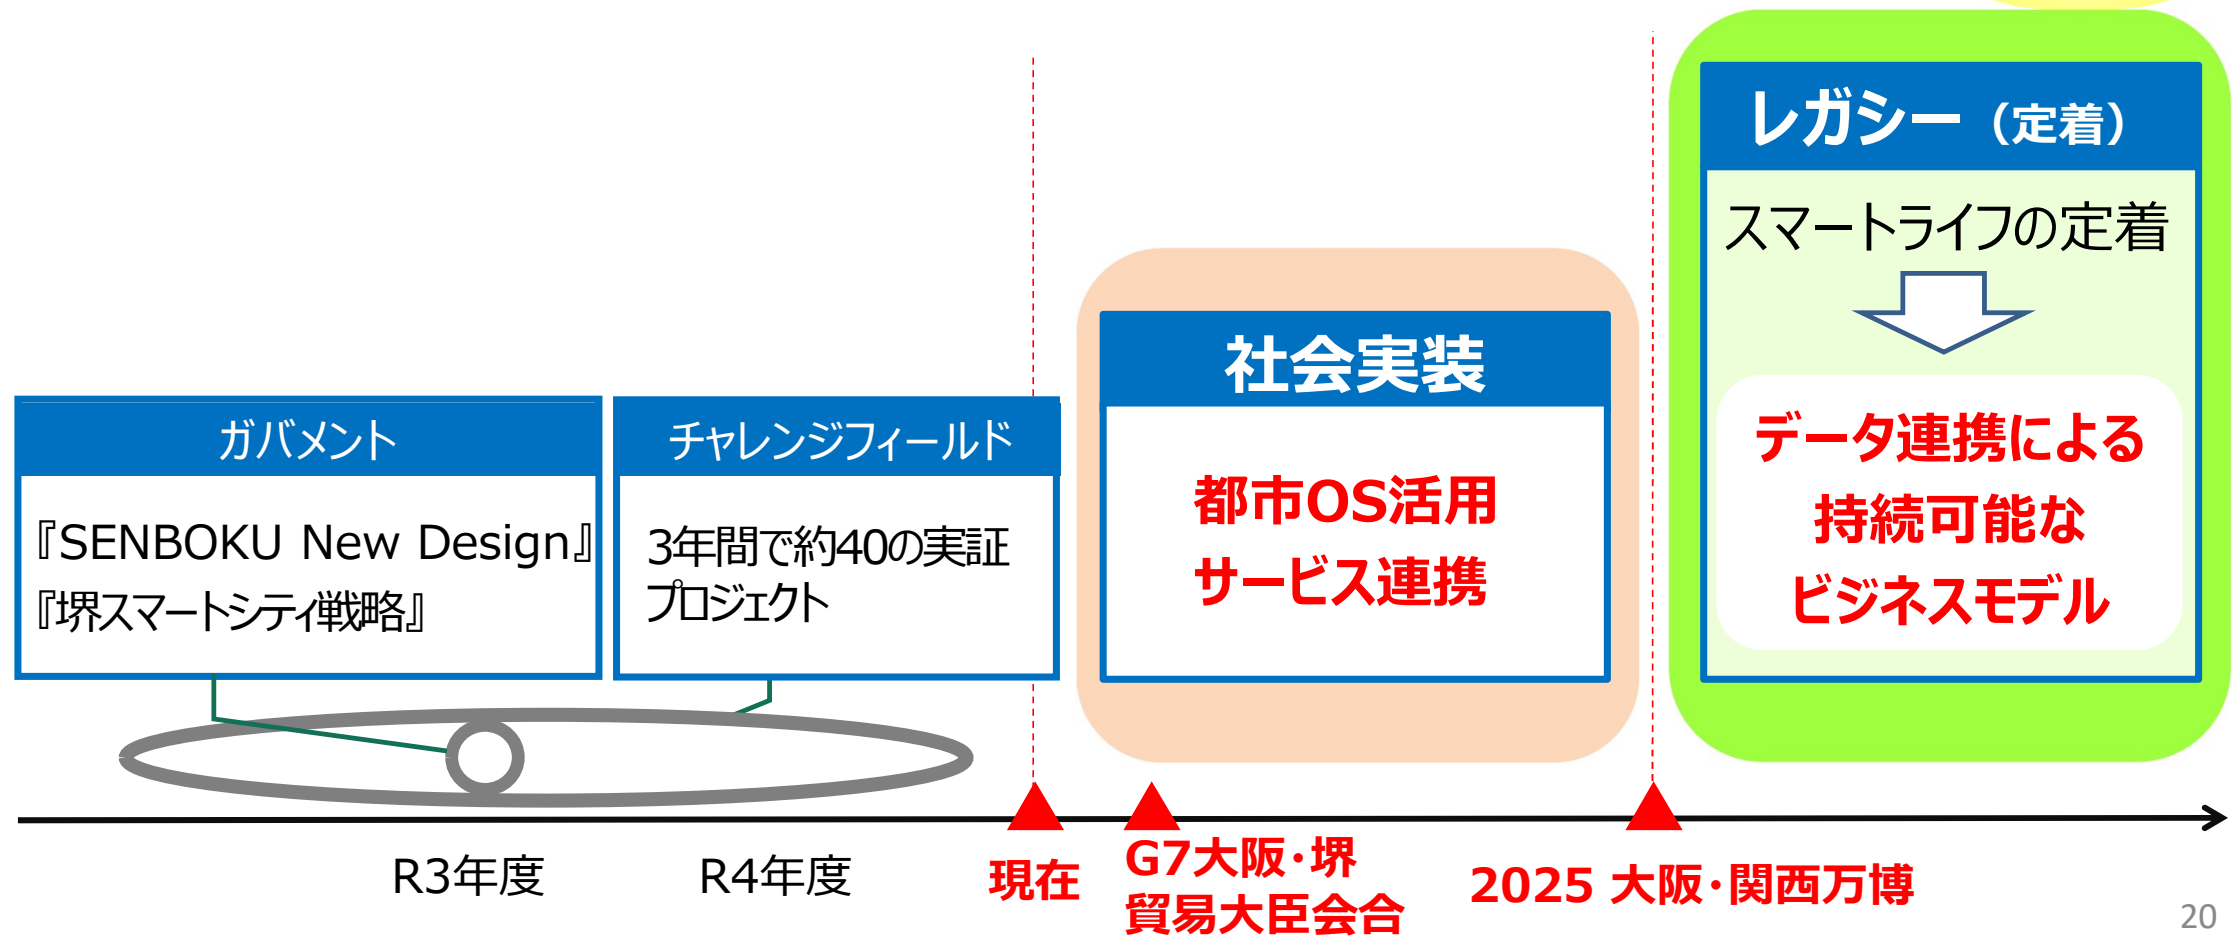 レガシー（定着）
スマートライフの定着
データ連携による
持続可能な
ビジネスモデル
社会実装
都市OS活用
サービス連携
ガバメント
『SENBOKU New Design』
『堺スマートシティ戦略』
チャレンジフィールド
3年間で約40の実証
プロジェクト
R3年度
R4年度
現在
G7大阪・堺
貿易大臣会合
2025 大阪・関西万博
20